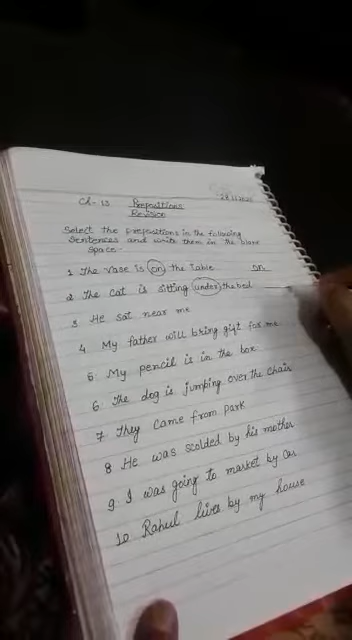 Ch-13 Prepositions
Revision
Select the prepositions in the following
sentences and write them in the blank
space-
1 The vase is on the table on
2 The cat is sitting under the bed
3 He sat near me
4 My father will bring gift for me
5 My pencil is in the box
6 The dog is jumping over the chair
7 They came from park
8 He was scolded by his mother
9 I was going to market by car
10 Rahul lives by my house